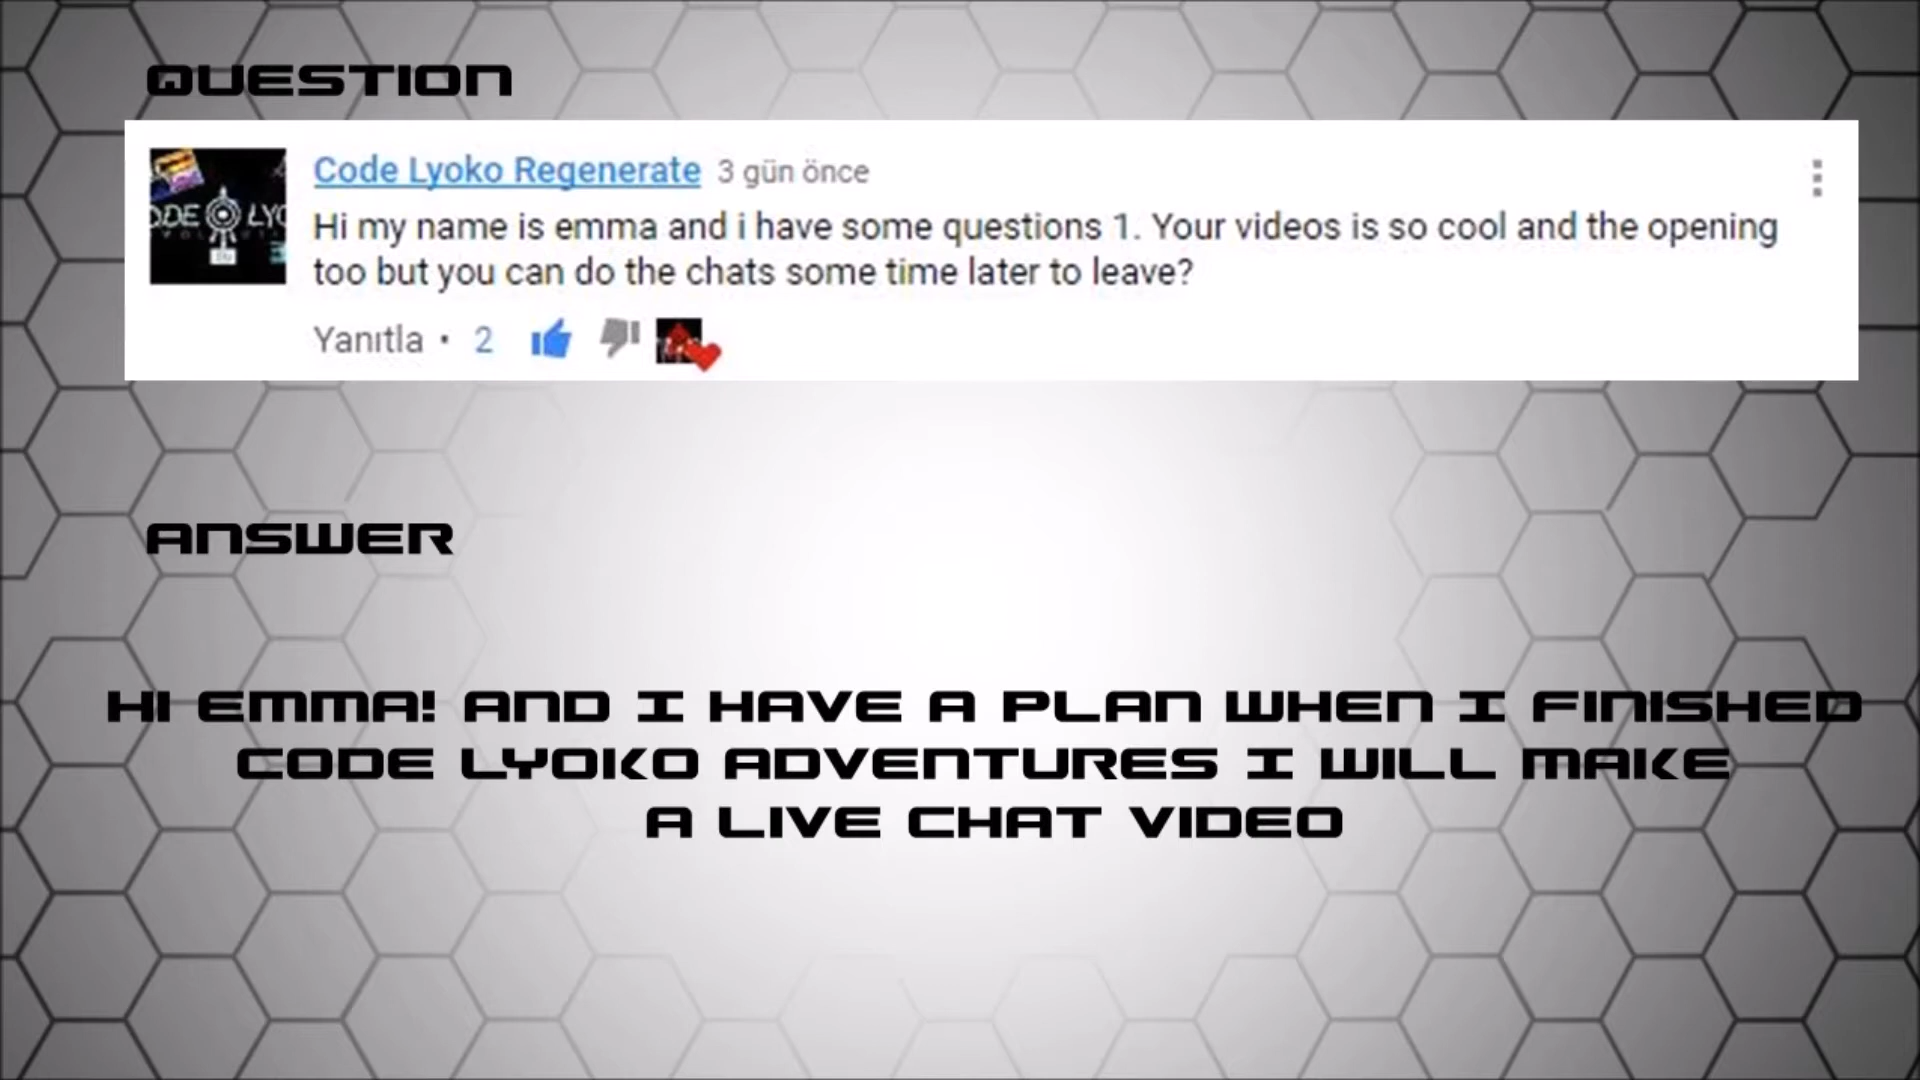 QUESTION
Code Lyoko Regenerate 3 gün önce
Hi my name is emma and i have some questions 1. Your videos is so cool and the opening
too but you can do the chats some time later to leave?
Yanıtla • 2
ANSWER
HI EMMA! AND I HAVE A PLAN WHEN I FINISHED
CODE LYOKO ADVENTURES I WILL MAKE
A LIVE CHAT VIDEO